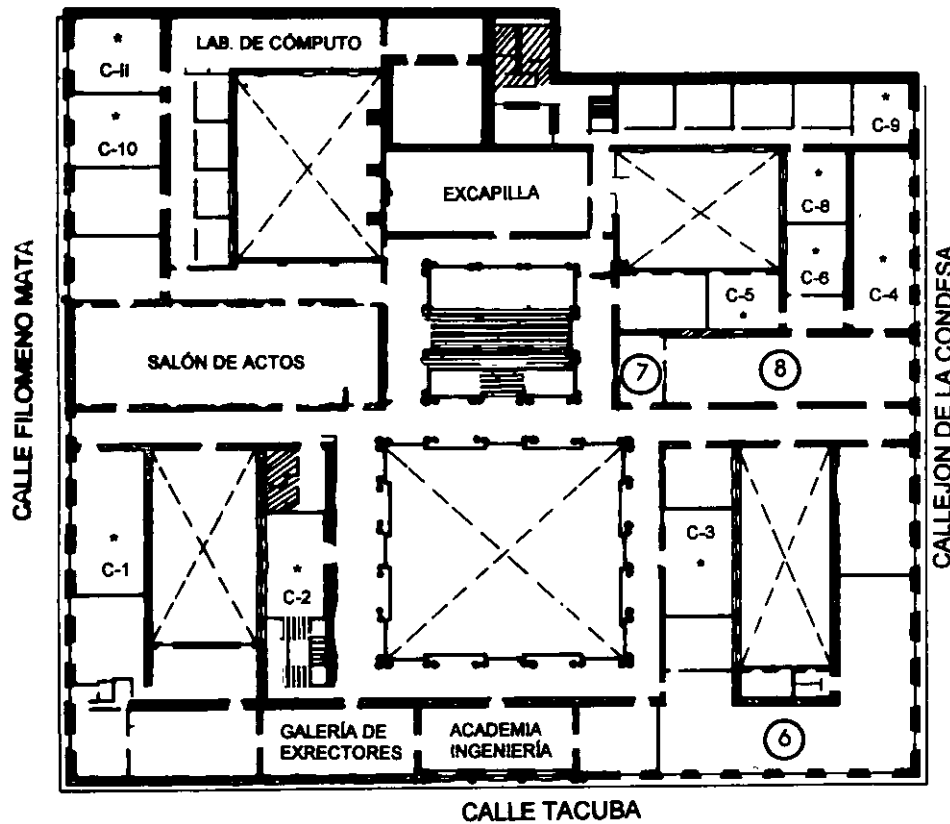 LAB. DE CÓMPUTO
*
C-11
*
C-10
*
C-9
EXCAPILLA
*
C-8
*
C-6
C-5
*
*
C-4
CALLE FILOMENO MATA
SALÓN DE ACTOS
7
8
CALLEJON DE LA CONDESA
*
C-1
*
C-2
C-3
*
GALERÍA DE
EXRECTORES
ACADEMIA
INGENIERÍA
6
CALLE TACUBA